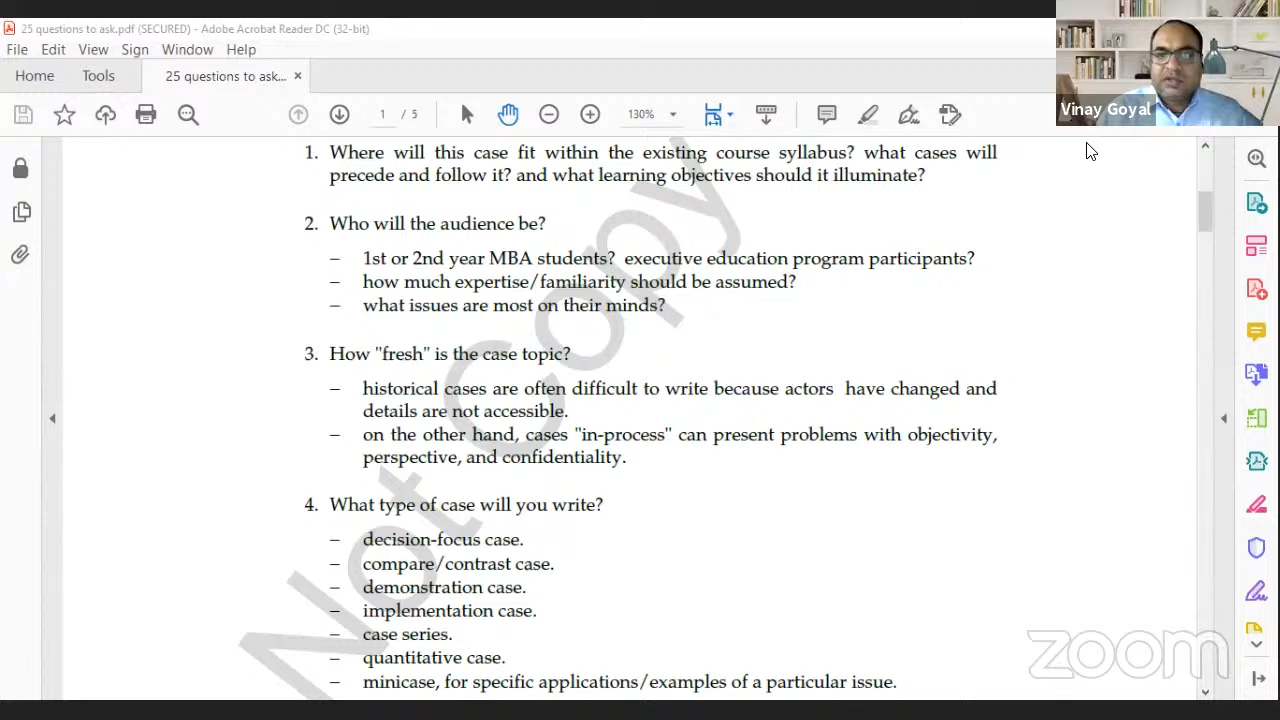 25 questions to ask.pdf (SECURED) - Adobe Acrobat Reader DC (32-bit)
File Edit View Sign Window Help
Home Tools 25 questions to ask... ×
1 / 5 130%
Vinay Goyal
1. Where will this case fit within the existing course syllabus? what cases will
precede and follow it? and what learning objectives should it illuminate?
2. Who will the audience be?
– 1st or 2nd year MBA students? executive education program participants?
– how much expertise/familiarity should be assumed?
– what issues are most on their minds?
3. How "fresh" is the case topic?
– historical cases are often difficult to write because actors have changed and
details are not accessible.
– on the other hand, cases "in-process" can present problems with objectivity,
perspective, and confidentiality.
4. What type of case will you write?
– decision-focus case.
– compare/contrast case.
– demonstration case.
– implementation case.
– case series.
– quantitative case.
– minicase, for specific applications/examples of a particular issue.
Not Copy
zoom